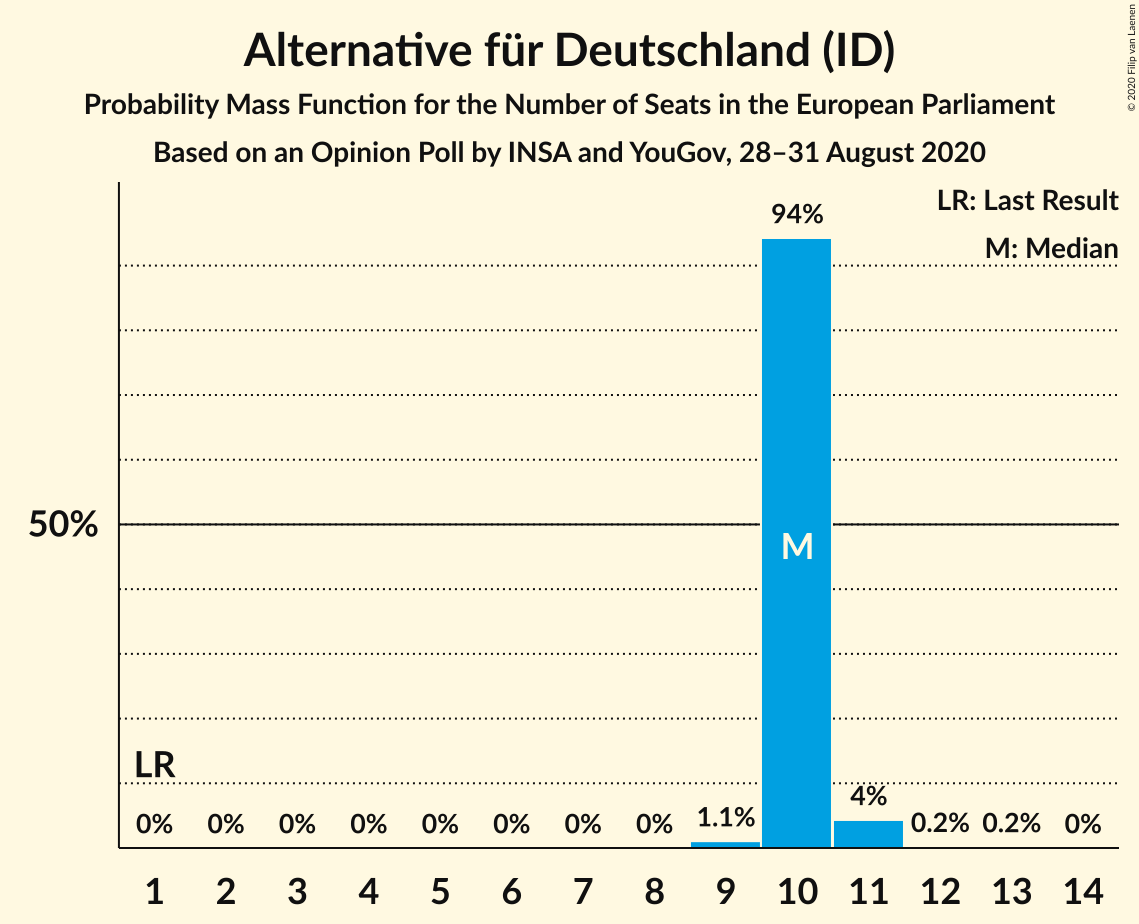 Alternative für Deutschland (ID)
Probability Mass Function for the Number of Seats in the European Parliament
Based on an Opinion Poll by INSA and YouGov, 28–31 August 2020
© 2020 Filip van Laenen
LR: Last Result
M: Median
94%
50%
M
LR
0% 0% 0% 0% 0% 0% 0% 0% 1.1% 4% 0.2% 0.2% 0%
1 2 3 4 5 6 7 8 9 10 11 12 13 14